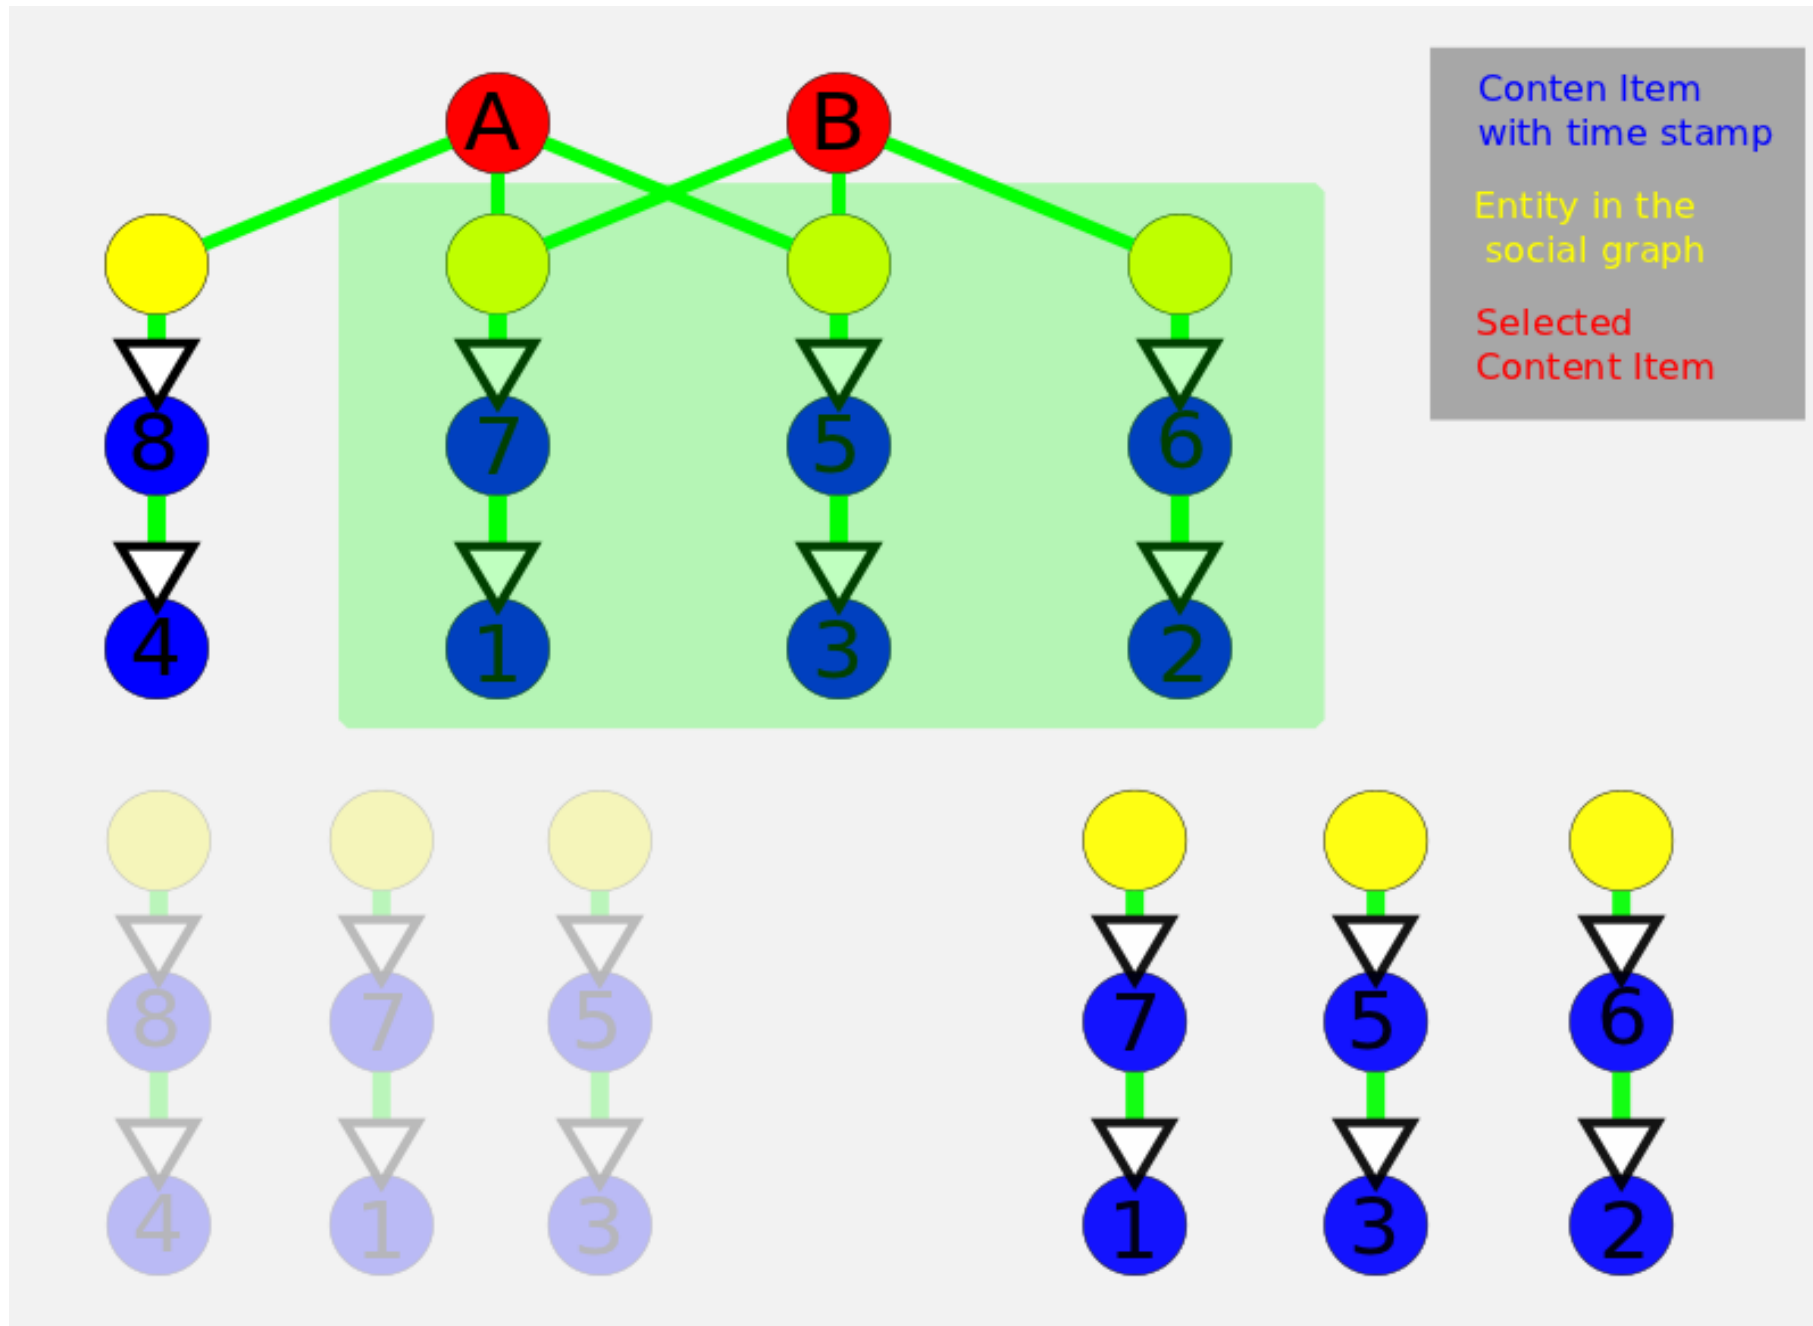 A B
Conten Item
with time stamp
Entity in the
social graph
Selected
Content Item
8 7 5 6
4 1 3 2
8 7 5 7 5 6
4 1 3 1 3 2